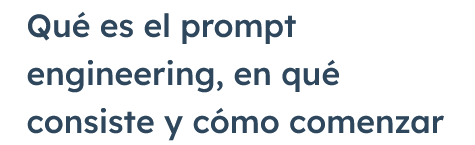 Qué es el prompt
engineering, en qué
consiste y cómo comenzar